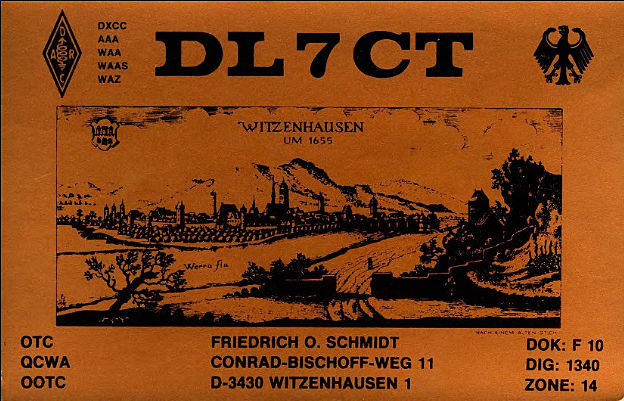 D
A R
C
DXCC
AAA
WAA
WAAS
WAZ
DL7CT
WITZENHAUSEN
UM 1655
Werra flu
NACH EINEM ALTEN STICH
OTC
QCWA
OOTC
FRIEDRICH O. SCHMIDT
CONRAD-BISCHOFF-WEG 11
D-3430 WITZENHAUSEN 1
DOK: F 10
DIG: 1340
ZONE: 14